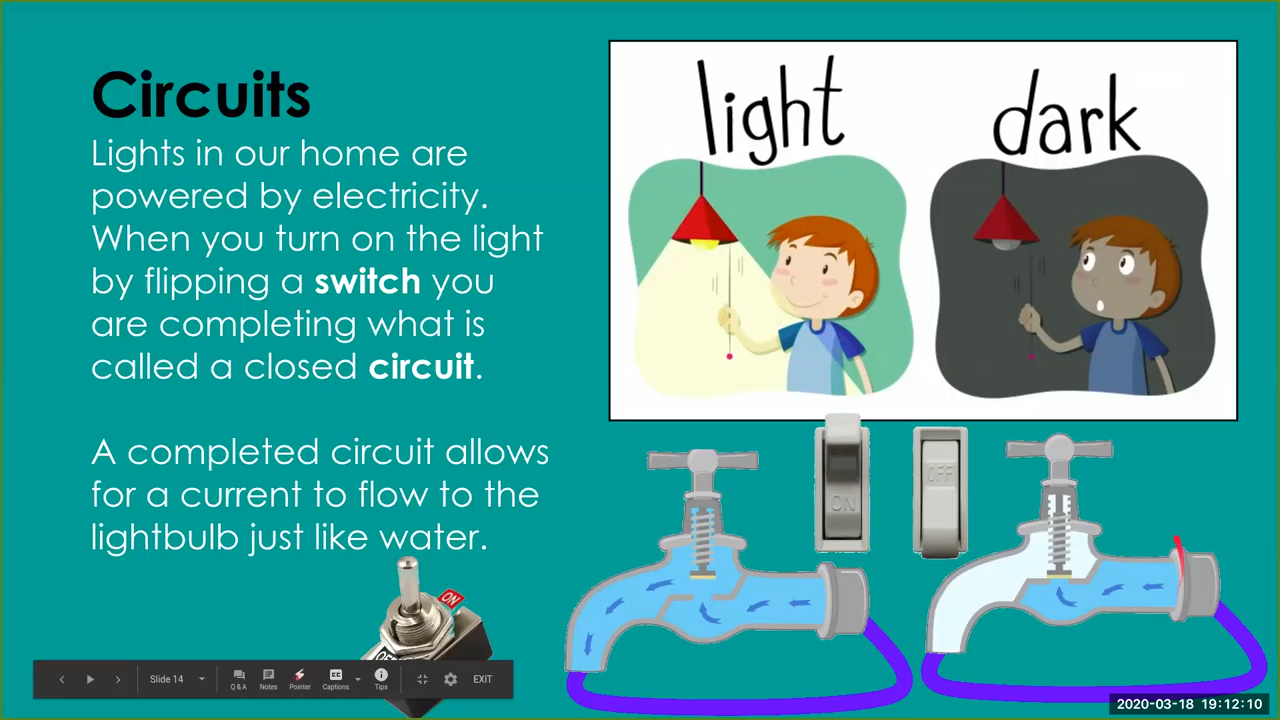 Circuits
Lights in our home are
powered by electricity.
When you turn on the light
by flipping a switch you
are completing what is
called a closed circuit.
A completed circuit allows
for a current to flow to the
lightbulb just like water.
light
dark
ON
OFF
ON
Slide 14
Q & A
Notes
Pointer
Captions
Tips
EXIT
2020-03-18 19:12:10